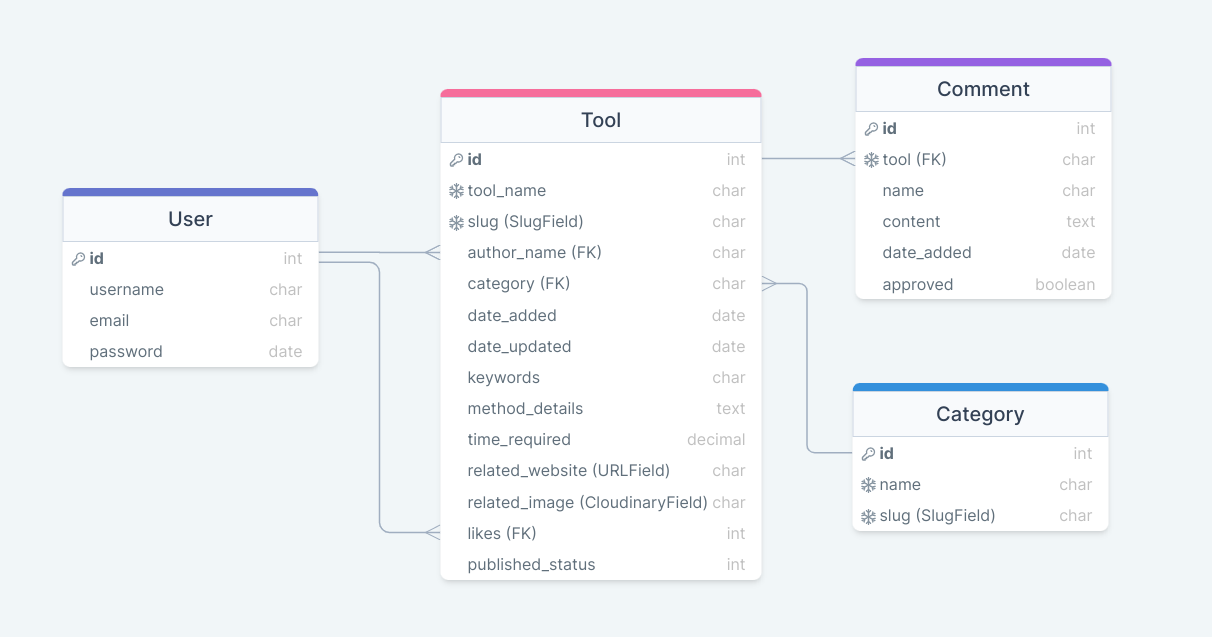 User
id int
username char
email char
password date
Tool
id int
tool_name char
slug (SlugField) char
author_name (FK) char
category (FK) char
date_added date
date_updated date
keywords char
method_details text
time_required decimal
related_website (URLField) char
related_image (CloudinaryField) char
likes (FK) int
published_status int
Comment
id int
tool (FK) char
name char
content text
date_added date
approved boolean
Category
id int
name char
slug (SlugField) char